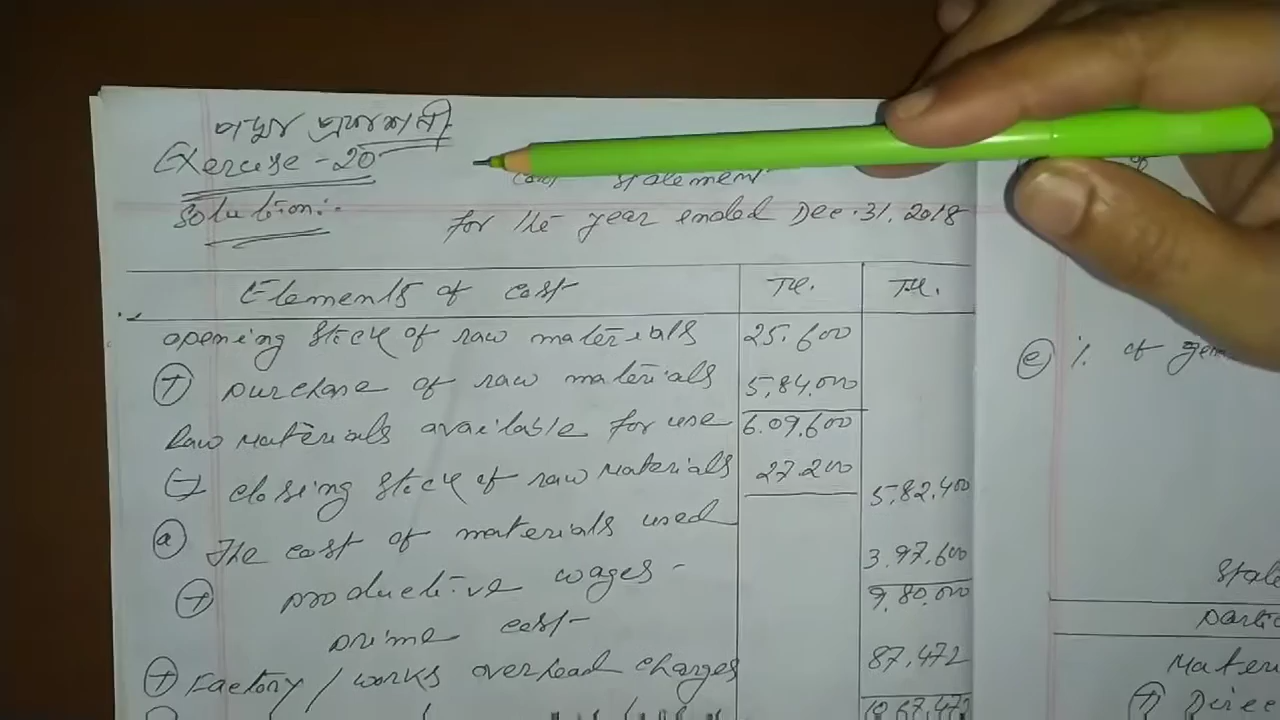 Exercise - 20
Solution:-
Cost Statement
for the year ended Dec. 31, 2018
Elements of cost Tk. Tk.
opening stock of raw materials 25,600
(+) purchase of raw materials 5,84,000
Raw Materials available for use 6,09,600
(-) closing stock of raw Materials 27,200
5,82,400
(a) The cost of materials used
(+) productive wages - 3,97,600
prime cost- 9,80,000
(+) Factory / works overhead charges 87,472
10,67,472
(e) % of
Materi
(+) Direc